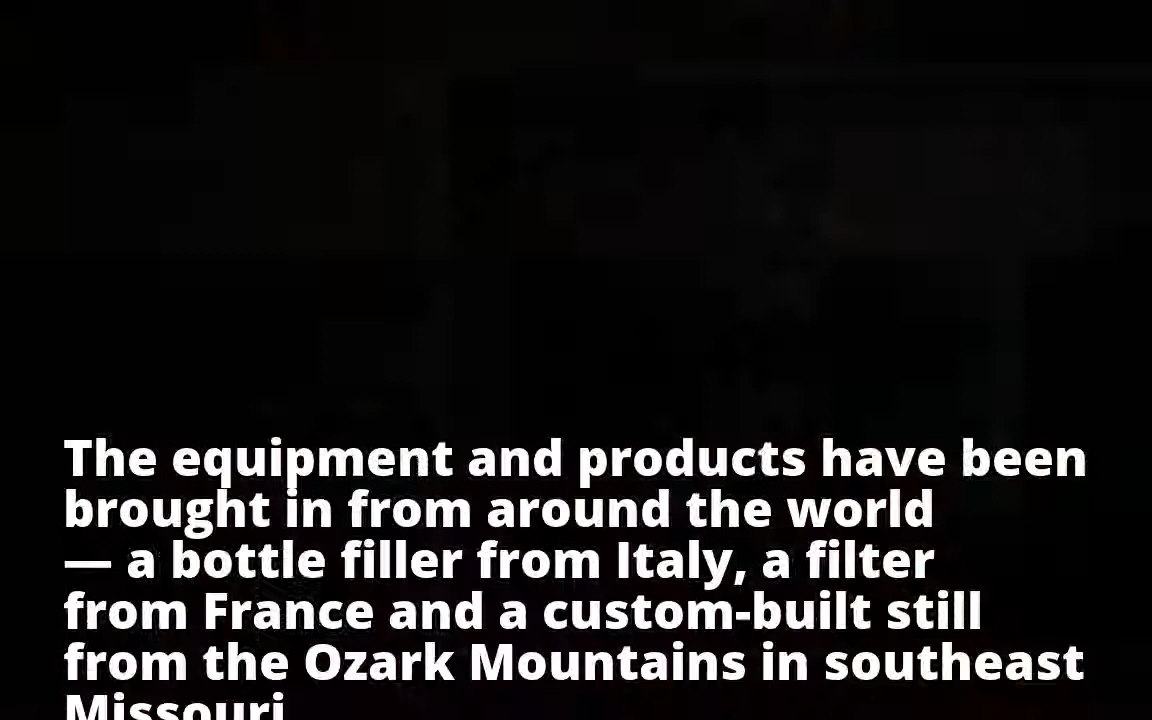 The equipment and products have been
brought in from around the world
— a bottle filler from Italy, a filter
from France and a custom-built still
from the Ozark Mountains in southeast
Missouri